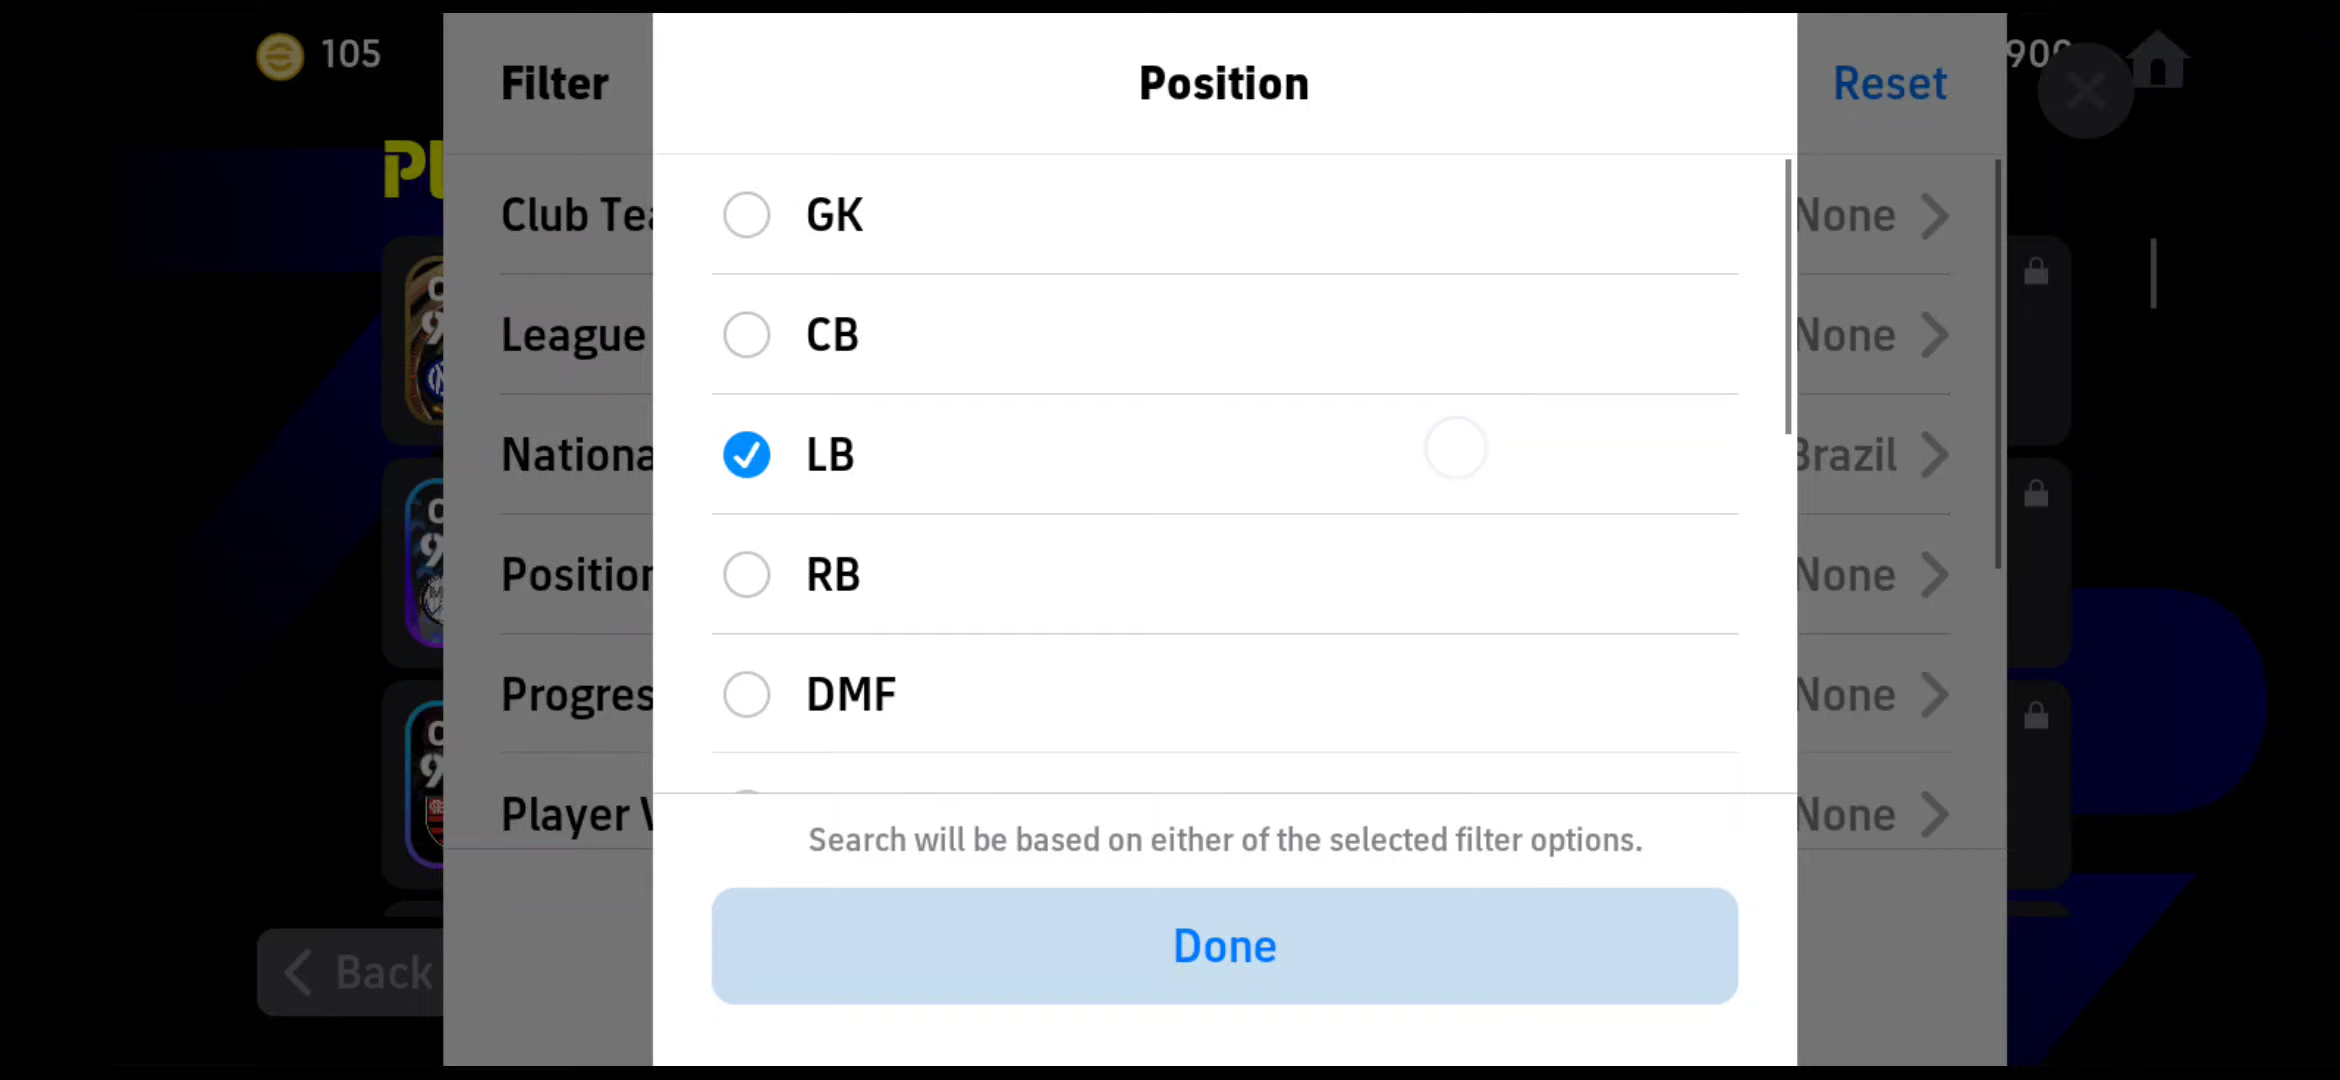 105
Filter
Position
Reset
Club Tea
None
GK
League
None
CB
Nationa
Brazil
LB
Position
None
RB
Progres
None
DMF
Player
None
Search will be based on either of the selected filter options.
Done
Back